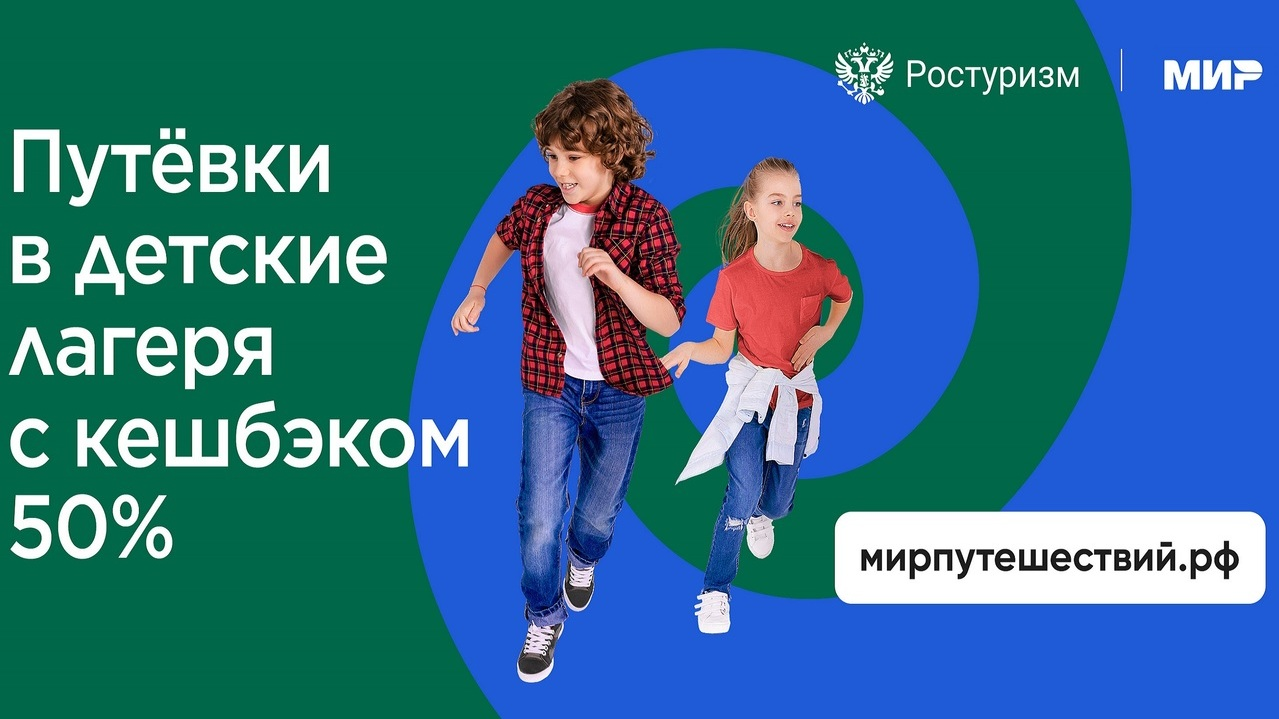 Ростуризм
МИР
Путёвки
в детские
лагеря
с кешбэком
50%
мирпутешествий.рф